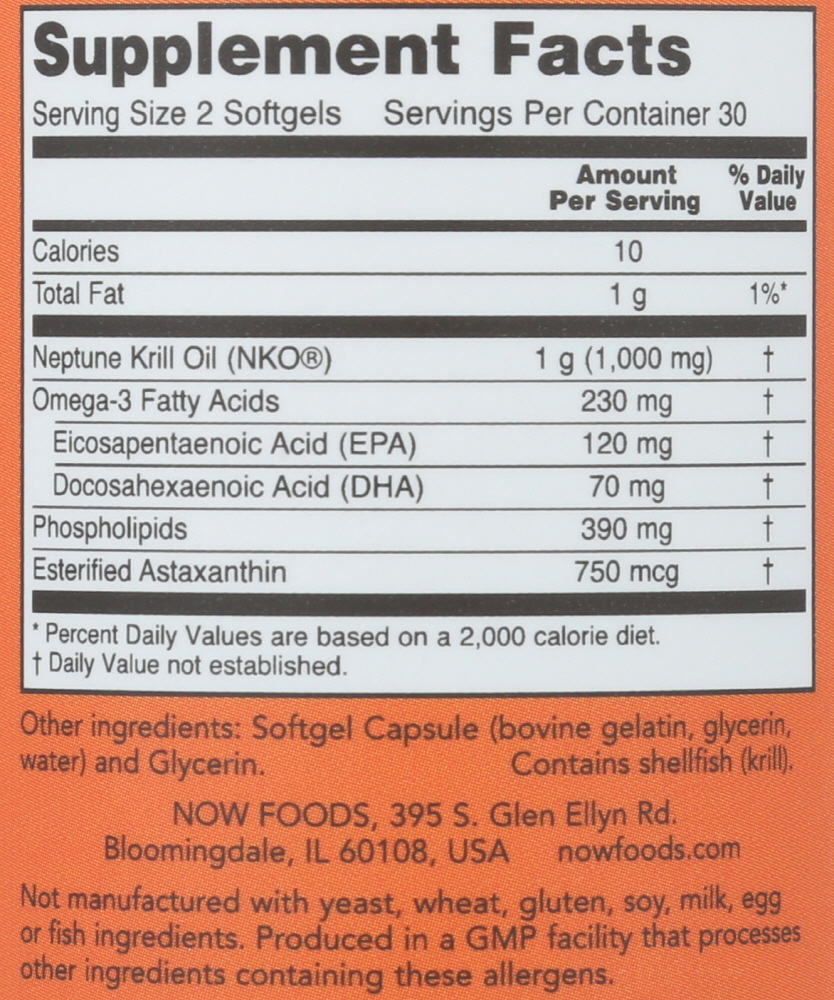 Supplement Facts
Serving Size 2 Softgels Servings Per Container 30
Amount Per Serving % Daily Value
Calories 10
Total Fat 1 g 1%*
Neptune Krill Oil (NKO®) 1 g (1,000 mg) †
Omega-3 Fatty Acids 230 mg †
Eicosapentaenoic Acid (EPA) 120 mg †
Docosahexaenoic Acid (DHA) 70 mg †
Phospholipids 390 mg †
Esterified Astaxanthin 750 mcg †
* Percent Daily Values are based on a 2,000 calorie diet.
† Daily Value not established.
Other ingredients: Softgel Capsule (bovine gelatin, glycerin,
water) and Glycerin. Contains shellfish (krill).
NOW FOODS, 395 S. Glen Ellyn Rd.
Bloomingdale, IL 60108, USA nowfoods.com
Not manufactured with yeast, wheat, gluten, soy, milk, egg
or fish ingredients. Produced in a GMP facility that processes
other ingredients containing these allergens.